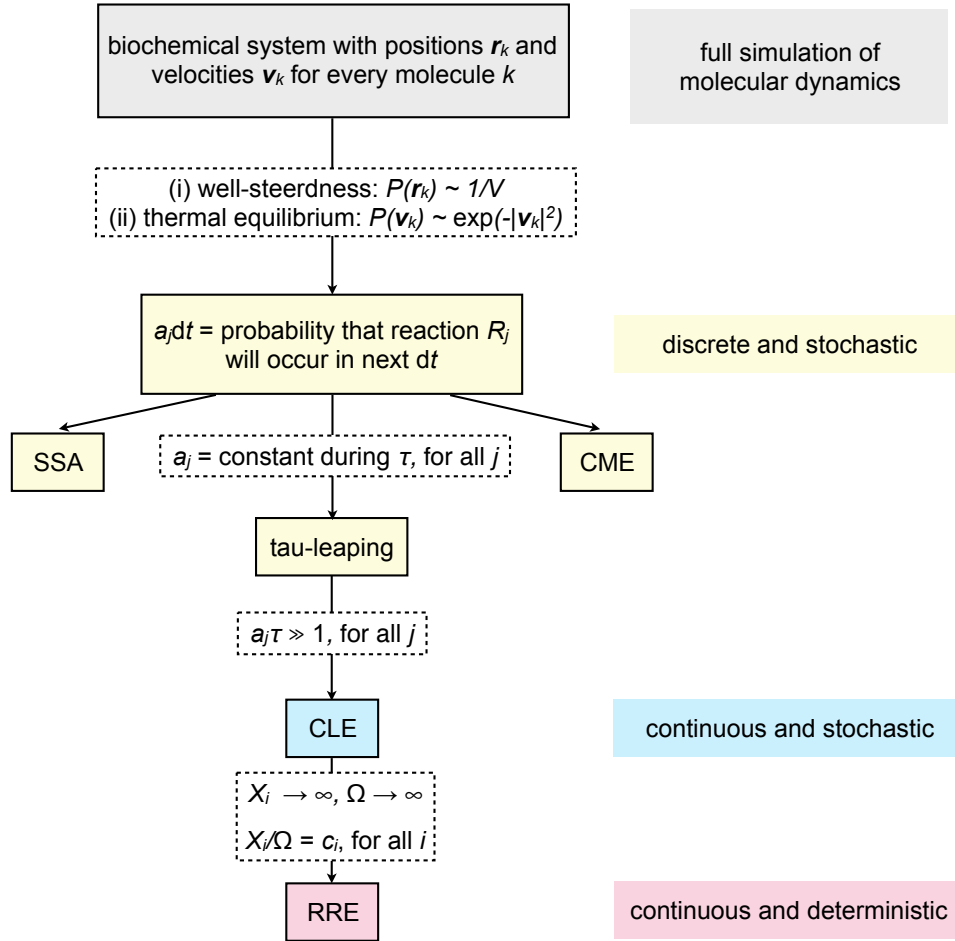 biochemical system with positions r_k and
velocities v_k for every molecule k
full simulation of
molecular dynamics
(i) well-steerdness: P(r_k) ~ 1/V
(ii) thermal equilibrium: P(v_k) ~ exp(-|v_k|²)
a_jdt = probability that reaction R_j
will occur in next dt
discrete and stochastic
SSA
a_j = constant during τ, for all j
CME
tau-leaping
a_jτ ≫ 1, for all j
CLE
continuous and stochastic
X_i → ∞, Ω → ∞
X_i/Ω = c_i, for all i
RRE
continuous and deterministic